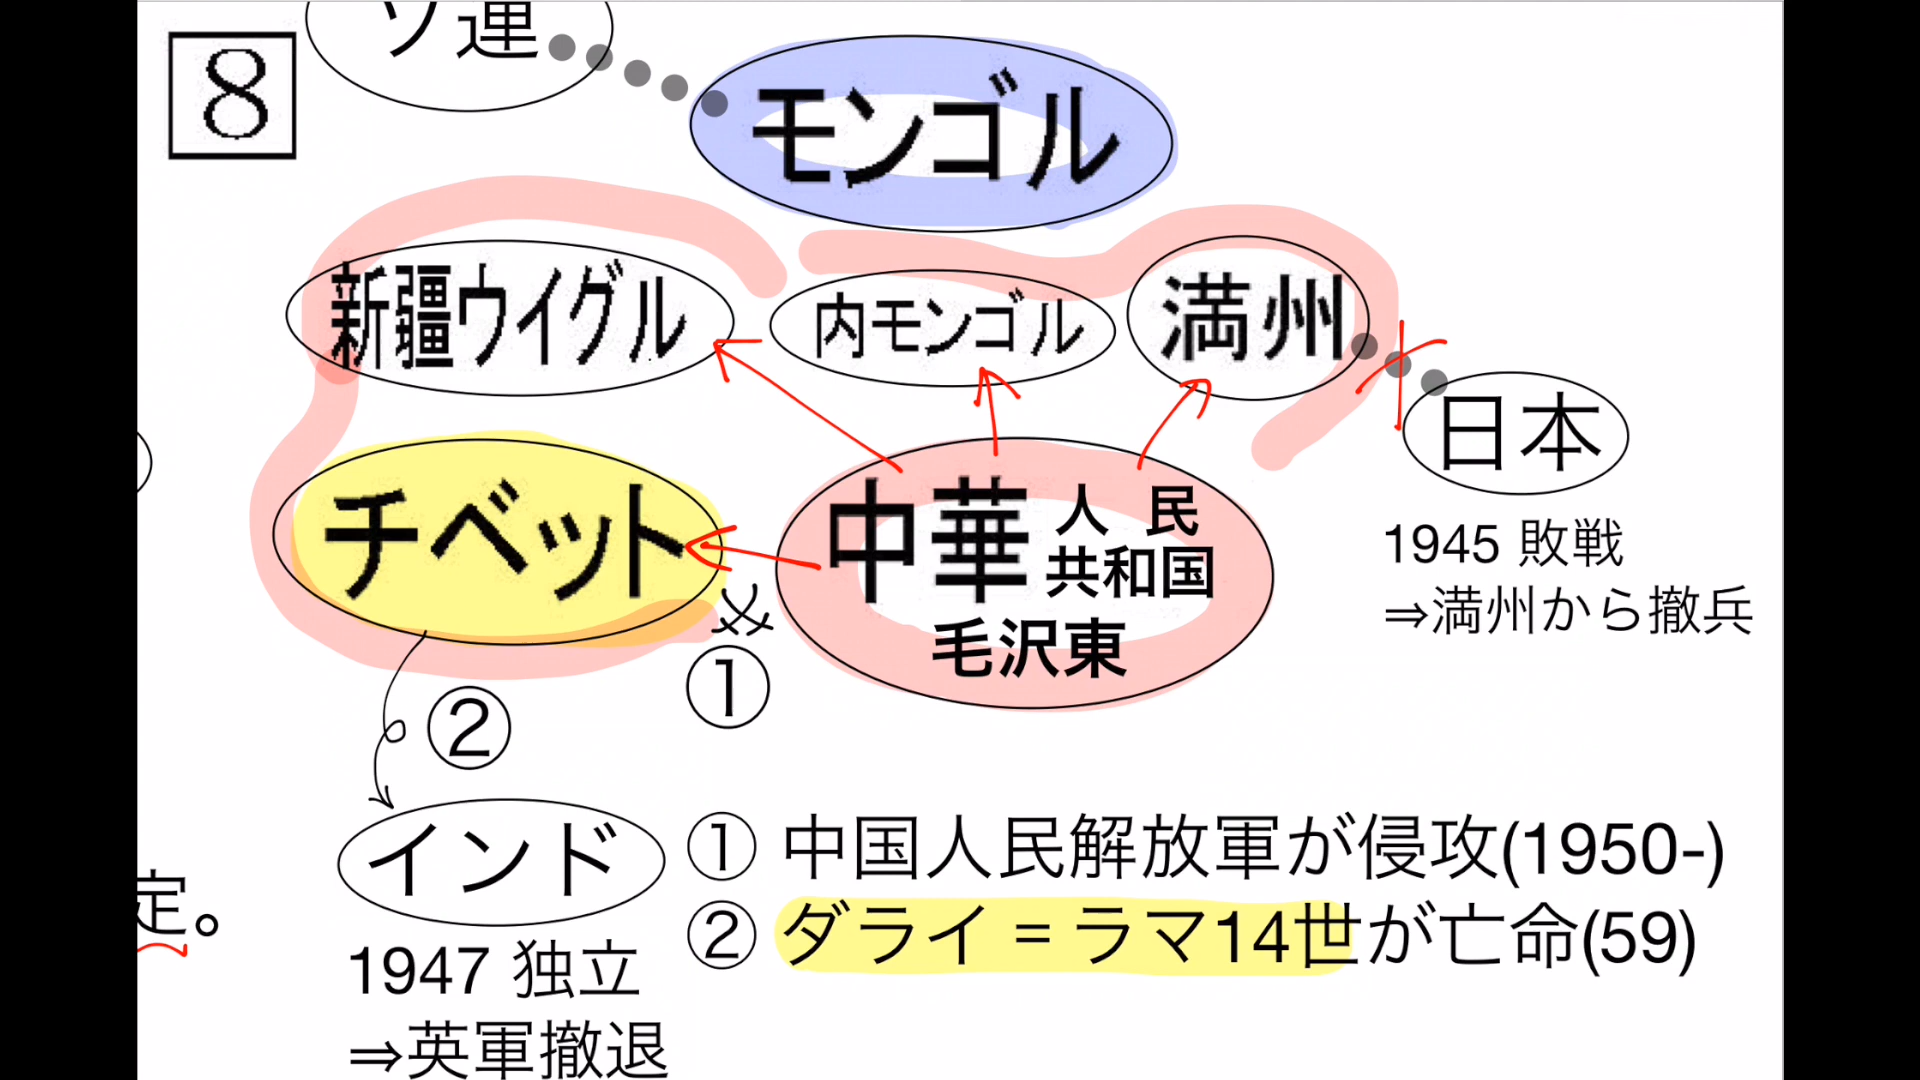 8
ソ連
モンゴル
新疆ウイグル
内モンゴル
満州
日本
1945 敗戦
⇒満州から撤兵
チベット
中華人民共和国
毛沢東
①
②
インド
1947 独立
⇒英軍撤退
① 中国人民解放軍が侵攻(1950-)
② ダライ = ラマ14世が亡命(59)
定。